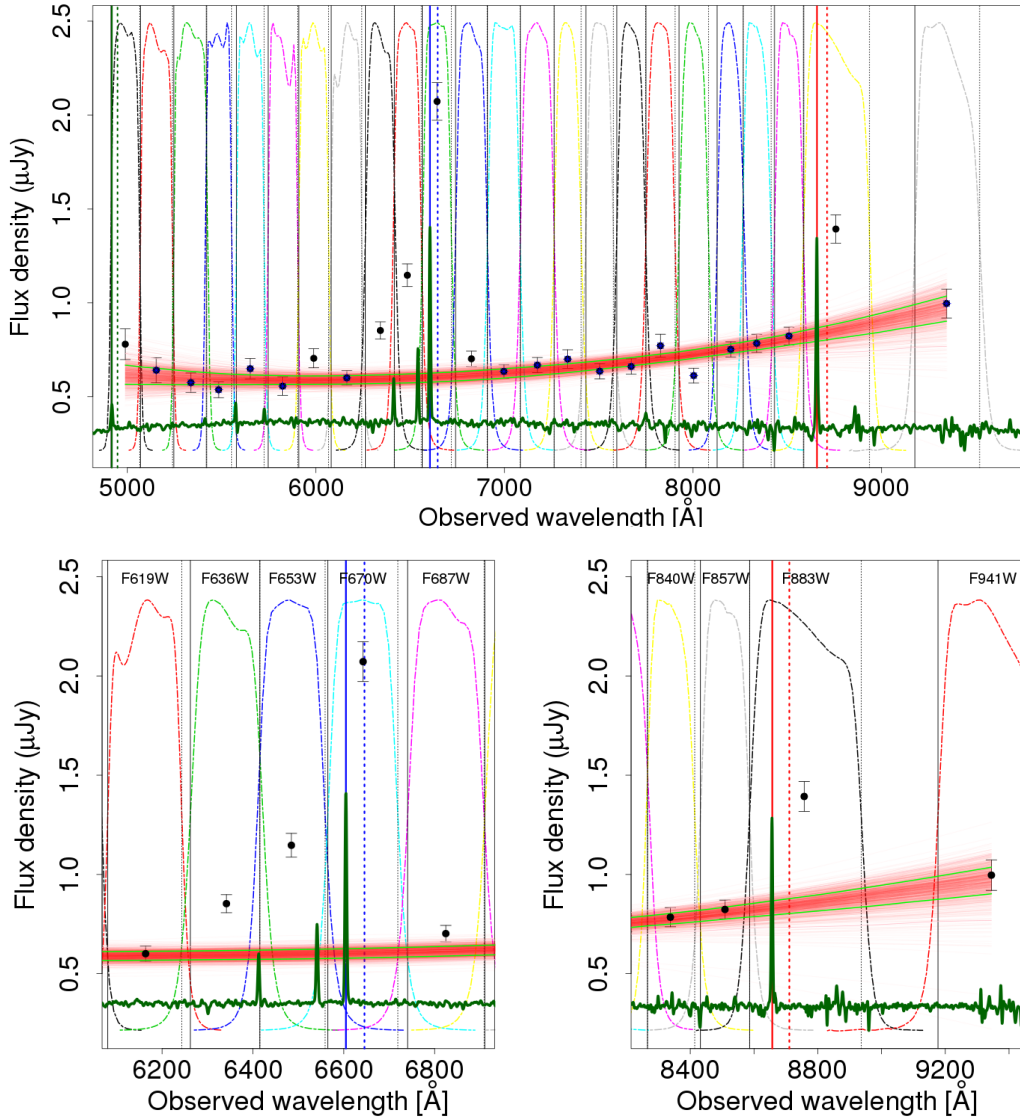 Flux density (μJy)
2.5
2.0
1.5
1.0
0.5
5000 6000 7000 8000 9000
Observed wavelength [Å]
F619W F636W F653W F670W F687W
Flux density (μJy)
2.5
2.0
1.5
1.0
0.5
6200 6400 6600 6800
Observed wavelength [Å]
F840W F857W F883W F941W
Flux density (μJy)
2.5
2.0
1.5
1.0
0.5
8400 8800 9200
Observed wavelength [Å]